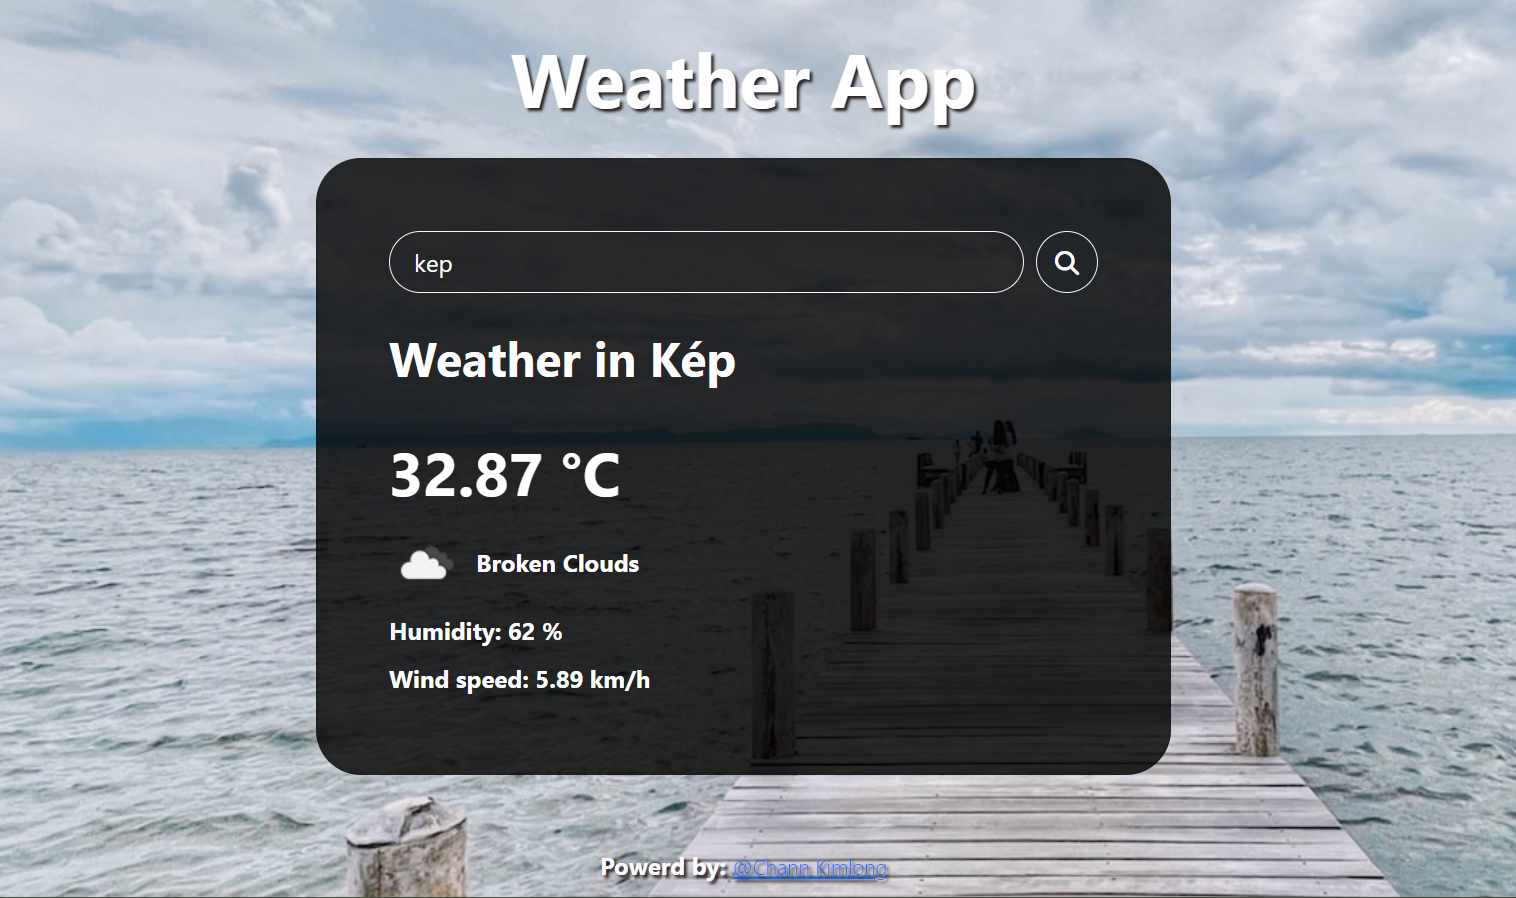 Weather App
kep
Weather in Kép
32.87 °C
Broken Clouds
Humidity: 62 %
Wind speed: 5.89 km/h
Powerd by: @Chann Kimlong